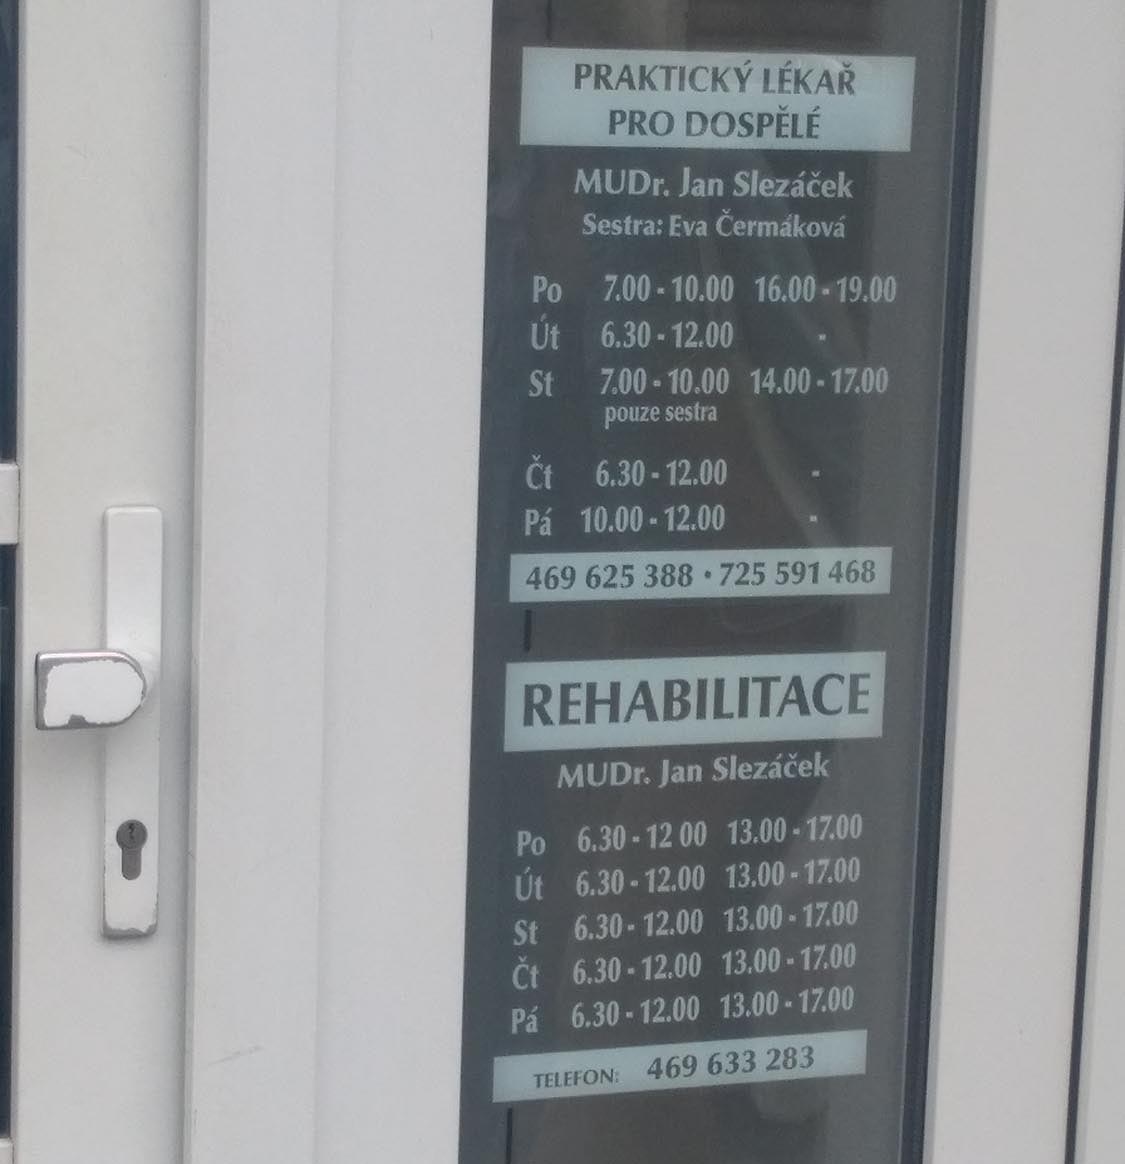 PRAKTICKÝ LÉKAŘ
PRO DOSPĚLÉ
MUDr. Jan Slezáček
Sestra: Eva Čermáková
Po 7.00 - 10.00 16.00 - 19.00
Út 6.30 - 12.00 -
St 7.00 - 10.00 14.00 - 17.00
pouze sestra
Čt 6.30 - 12.00 -
Pá 10.00 - 12.00 -
469 625 388 • 725 591 468
REHABILITACE
MUDr. Jan Slezáček
Po 6.30 - 12 00 13.00 - 17.00
Út 6.30 - 12.00 13.00 - 17.00
St 6.30 - 12.00 13.00 - 17.00
Čt 6.30 - 12.00 13.00 - 17.00
Pá 6.30 - 12.00 13.00 - 17.00
TELEFON: 469 633 283